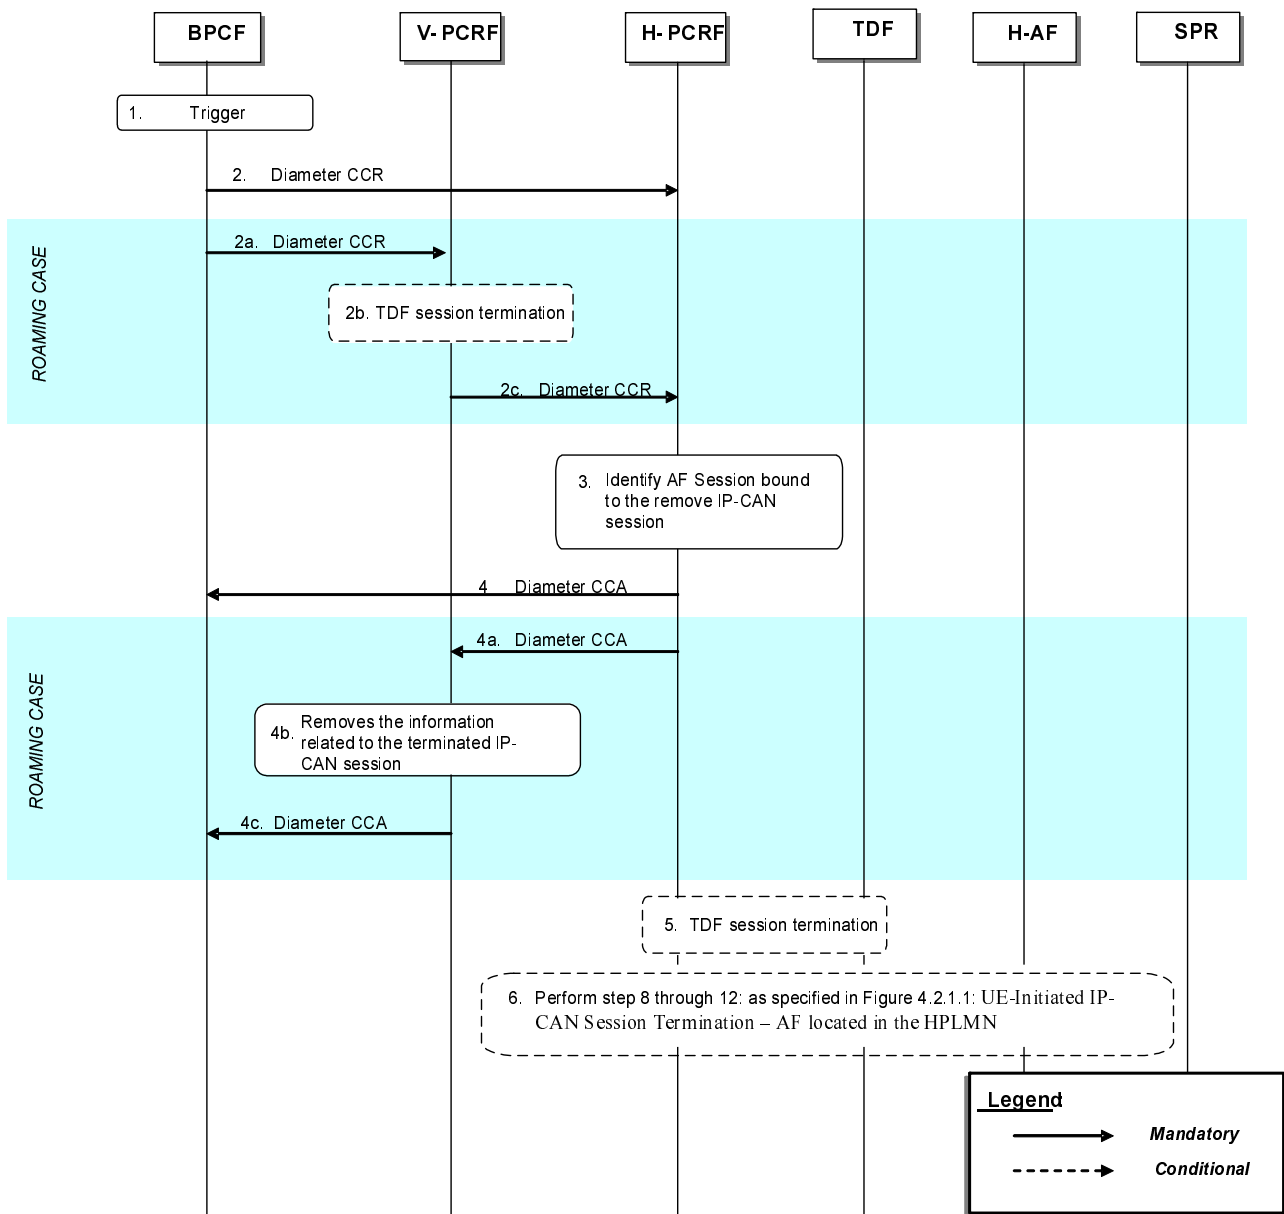 BPCF
V- PCRF
H- PCRF
TDF
H-AF
SPR
1. Trigger
2. Diameter CCR
ROAMING CASE
2a. Diameter CCR
2b. TDF session termination
2c. Diameter CCR
3. Identify AF Session bound
to the remove IP-CAN
session
4 Diameter CCA
ROAMING CASE
4a. Diameter CCA
4b. Removes the information
related to the terminated IP-
CAN session
4c. Diameter CCA
5. TDF session termination
6. Perform step 8 through 12: as specified in Figure 4.2.1.1: UE-Initiated IP-
CAN Session Termination – AF located in the HPLMN
Legend
Mandatory
Conditional